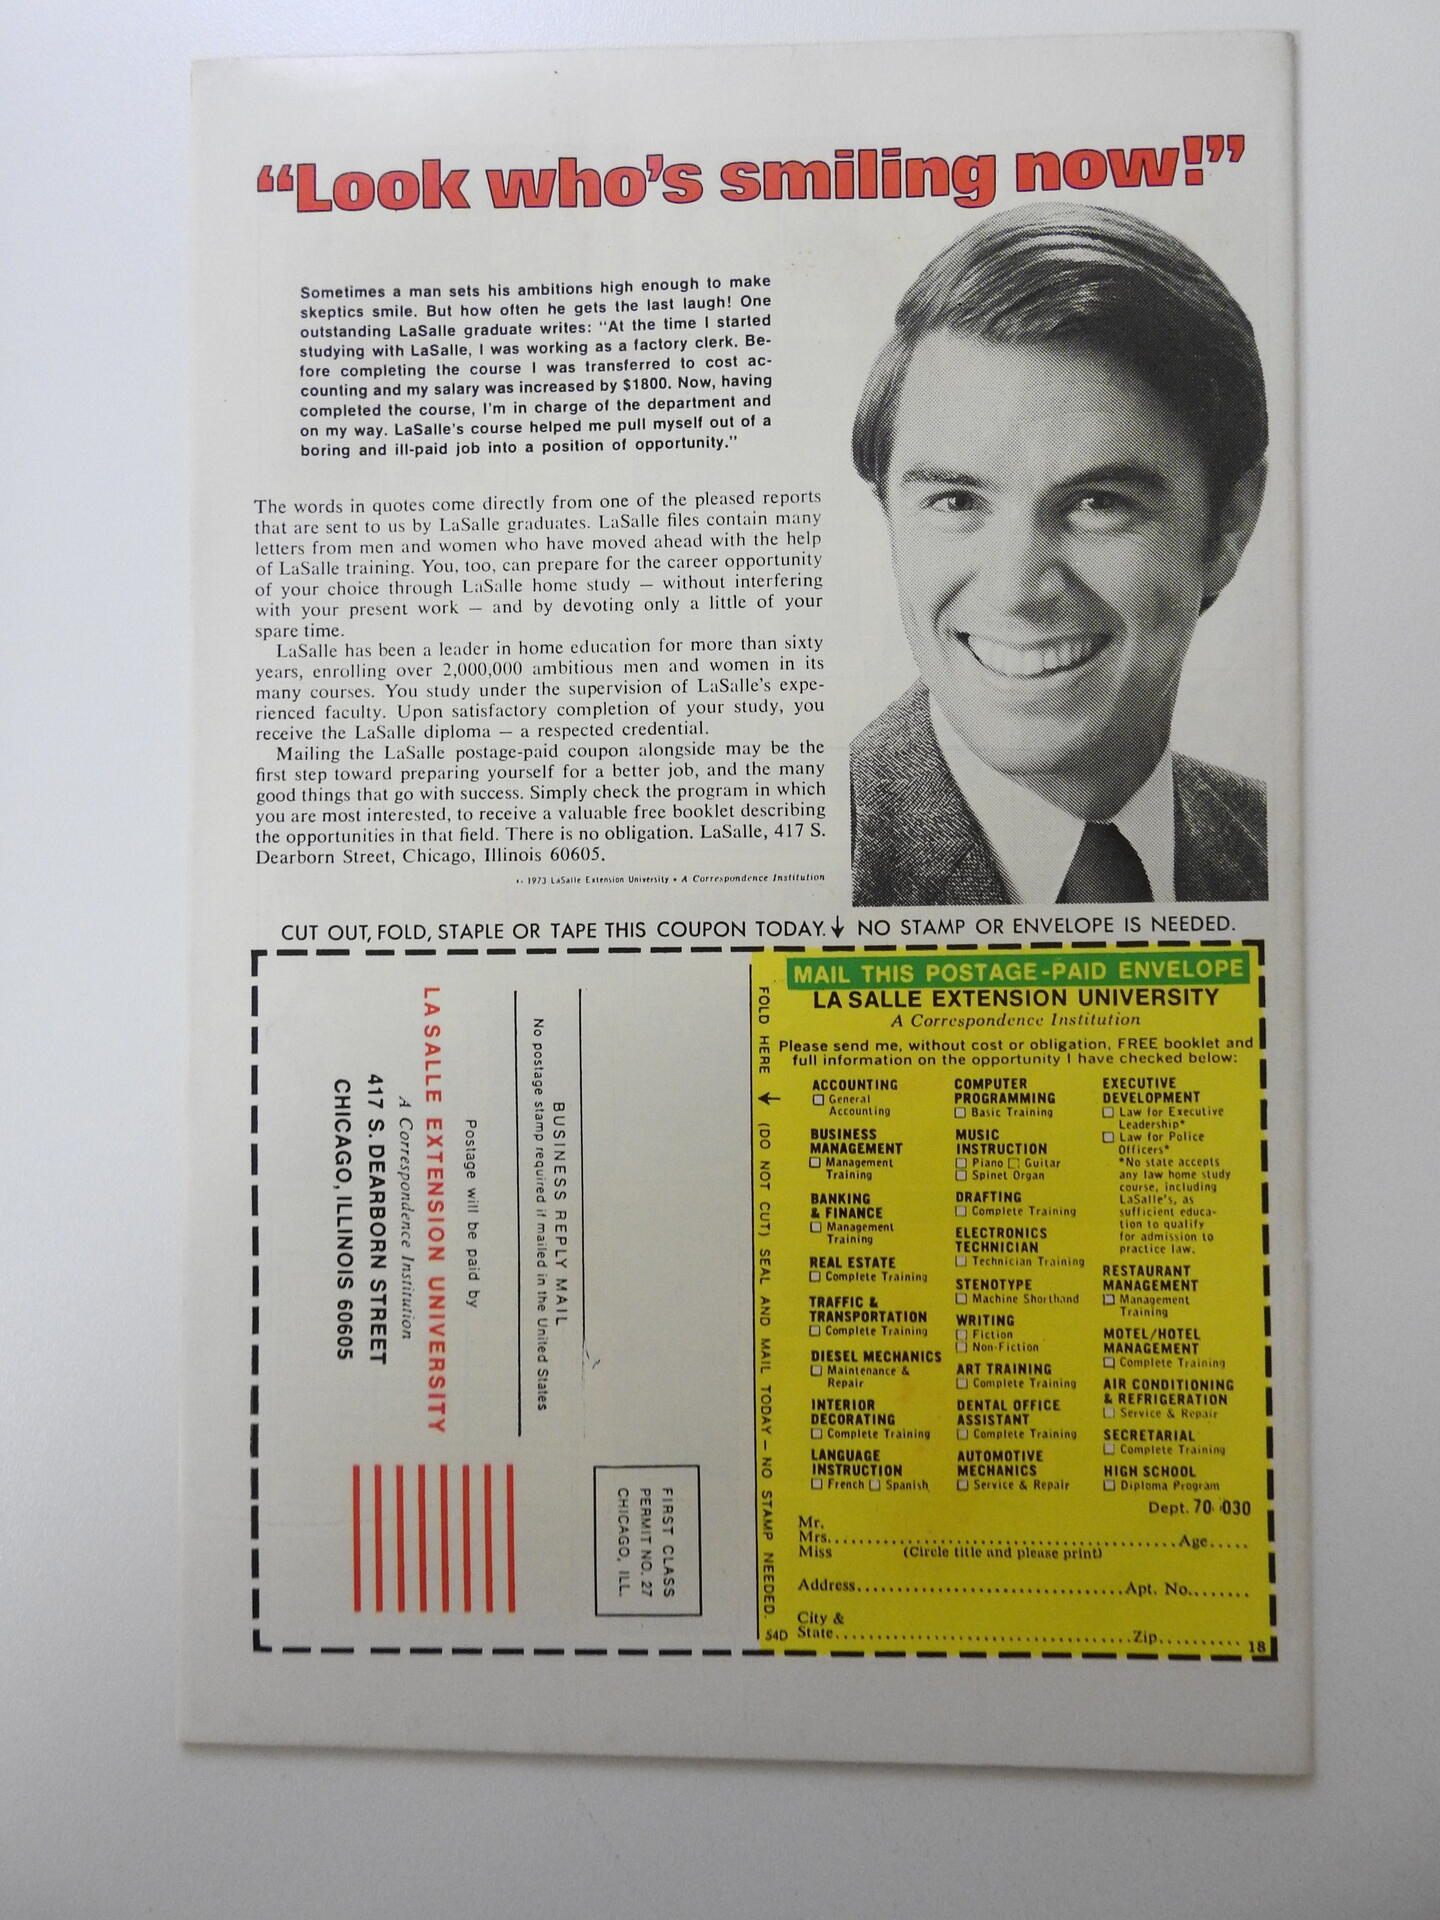 “Look who’s smiling now!”
Sometimes a man sets his ambitions high enough to make
skeptics smile. But how often he gets the last laugh! One
outstanding LaSalle graduate writes: “At the time I started
studying with LaSalle, I was working as a factory clerk. Be-
fore completing the course I was transferred to cost ac-
counting and my salary was increased by $1800. Now, having
completed the course, I’m in charge of the department and
on my way. LaSalle’s course helped me pull myself out of a
boring and ill-paid job into a position of opportunity.”
The words in quotes come directly from one of the pleased reports
that are sent to us by LaSalle graduates. LaSalle files contain many
letters from men and women who have moved ahead with the help
of LaSalle training. You, too, can prepare for the career opportunity
of your choice through LaSalle home study — without interfering
with your present work — and by devoting only a little of your
spare time.
LaSalle has been a leader in home education for more than sixty
years, enrolling over 2,000,000 ambitious men and women in its
many courses. You study under the supervision of LaSalle’s expe-
rienced faculty. Upon satisfactory completion of your study, you
receive the LaSalle diploma — a respected credential.
Mailing the LaSalle postage-paid coupon alongside may be the
first step toward preparing yourself for a better job, and the many
good things that go with success. Simply check the program in which
you are most interested, to receive a valuable free booklet describing
the opportunities in that field. There is no obligation. LaSalle, 417 S.
Dearborn Street, Chicago, Illinois 60605.
1973 LaSalle Extension University • A Correspondence Institution
CUT OUT, FOLD, STAPLE OR TAPE THIS COUPON TODAY. ↓ NO STAMP OR ENVELOPE IS NEEDED.
FIRST CLASS
PERMIT NO. 27
CHICAGO, ILL.
BUSINESS REPLY MAIL
No postage stamp required if mailed in the United States
Postage will be paid by
LA SALLE EXTENSION UNIVERSITY
A Correspondence Institution
417 S. DEARBORN STREET
CHICAGO, ILLINOIS 60605
FOLD HERE ↓ (DO NOT CUT) SEAL AND MAIL TODAY — NO STAMP NEEDED.
S4D
MAIL THIS POSTAGE-PAID ENVELOPE
LA SALLE EXTENSION UNIVERSITY
A Correspondence Institution
Please send me, without cost or obligation, FREE booklet and
full information on the opportunity I have checked below:
ACCOUNTING
☐ General
Accounting
BUSINESS
MANAGEMENT
☐ Management
Training
BANKING
& FINANCE
☐ Management
Training
REAL ESTATE
☐ Complete Training
TRAFFIC &
TRANSPORTATION
☐ Complete Training
DIESEL MECHANICS
☐ Maintenance &
Repair
INTERIOR
DECORATING
☐ Complete Training
LANGUAGE
INSTRUCTION
☐ French ☐ Spanish
COMPUTER
PROGRAMMING
☐ Basic Training
MUSIC
INSTRUCTION
☐ Piano ☐ Guitar
☐ Spinet Organ
DRAFTING
☐ Complete Training
ELECTRONICS
TECHNICIAN
☐ Technician Training
STENOTYPE
☐ Machine Shorthand
WRITING
☐ Fiction
☐ Non-Fiction
ART TRAINING
☐ Complete Training
DENTAL OFFICE
ASSISTANT
☐ Complete Training
AUTOMOTIVE
MECHANICS
☐ Service & Repair
EXECUTIVE
DEVELOPMENT
☐ Law for Executive
Leadership*
☐ Law for Police
Officers*
*No state accepts
any law home study
course, including
LaSalle’s, as
sufficient educa-
tion to qualify
for admission to
practice law.
RESTAURANT
MANAGEMENT
☐ Management
Training
MOTEL/HOTEL
MANAGEMENT
☐ Complete Training
AIR CONDITIONING
& REFRIGERATION
☐ Service & Repair
SECRETARIAL
☐ Complete Training
HIGH SCHOOL
☐ Diploma Program
Dept. 70-030
Mr.
Mrs. Age
Miss (Circle title and please print)
Address Apt. No.
City &
State Zip 18